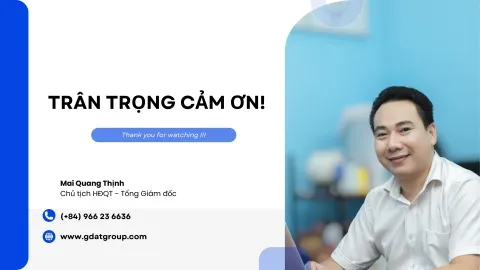 TRÂN TRỌNG CẢM ƠN!
Thank you for watching !!!
Mai Quang Thịnh
Chủ tịch HĐQT - Tổng Giám đốc
(+84) 966 23 6636
www.gdatgroup.com